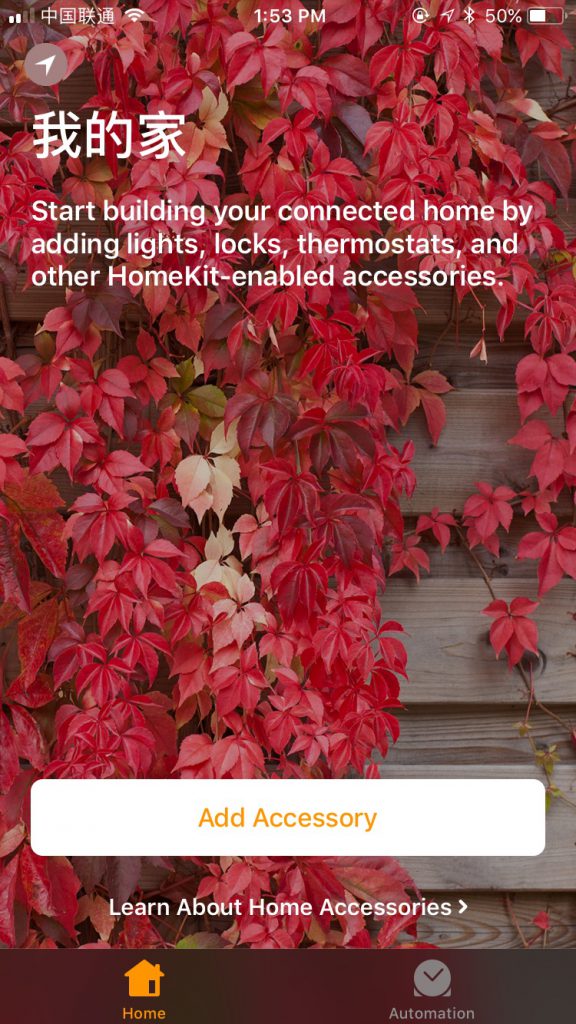 中国联通 1:53 PM 50%
我的家
Start building your connected home by
adding lights, locks, thermostats, and
other HomeKit-enabled accessories.
Add Accessory
Learn About Home Accessories
Home Automation